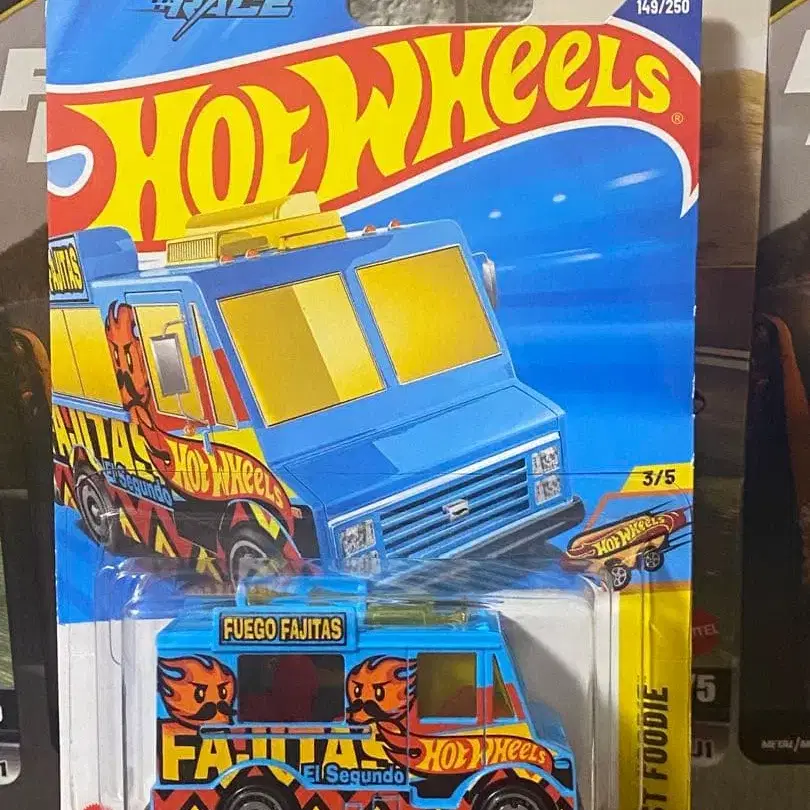 RACE
149/250
HOT WHEELS®
FAJITAS
FAJITAS
El Segundo
HOT WHEELS
3/5
HOT WHEELS
FUEGO FAJITAS
FAJITAS
El Segundo
HOT WHEELS
FOODIE
/5